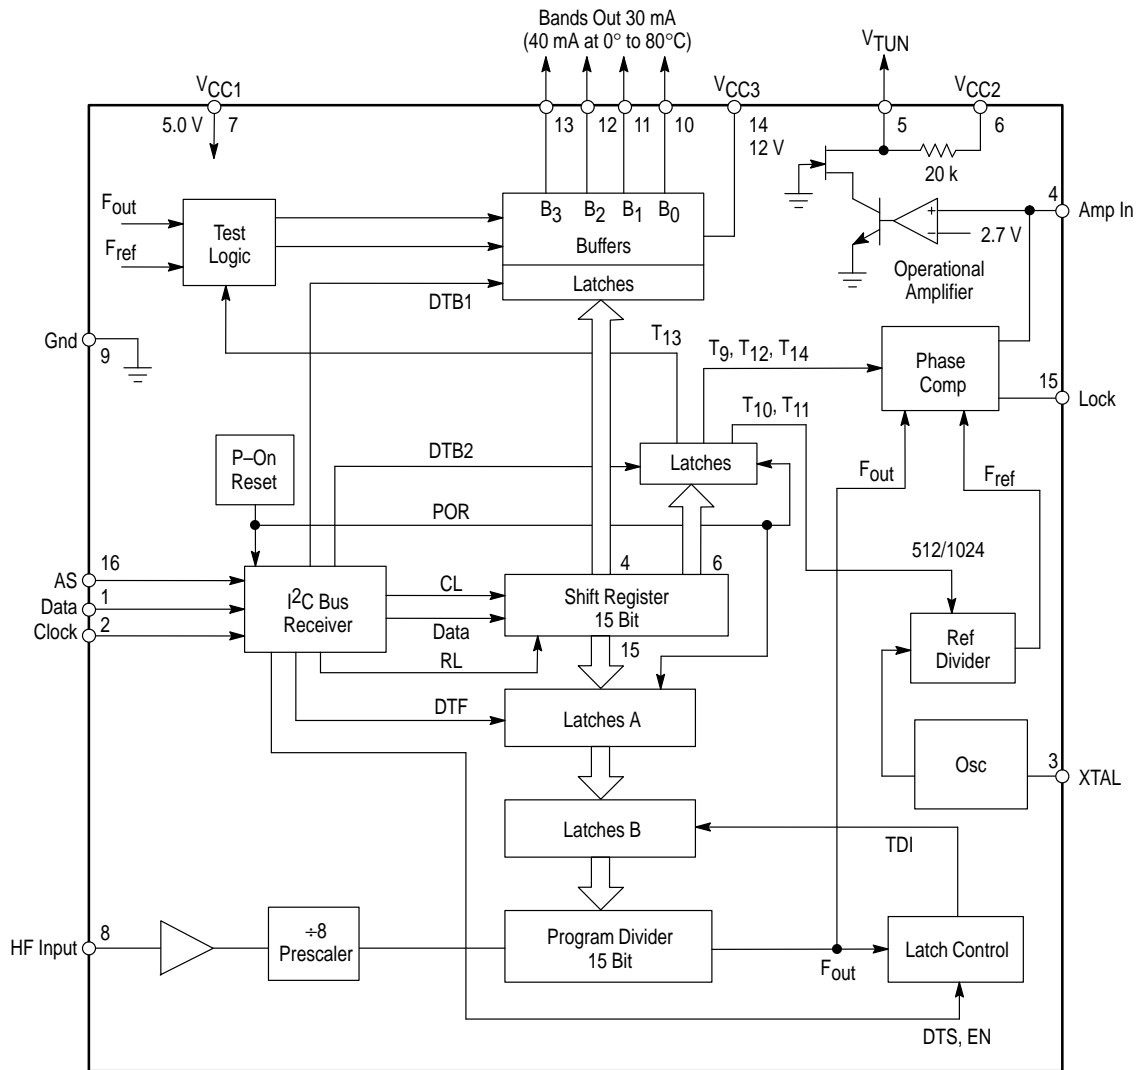 Bands Out 30 mA
(40 mA at 0° to 80°C)
VTUN
VCC1
VCC3
VCC2
5.0 V
7
13
12
11
10
14
12 V
5
6
20 k
4
Amp In
Fout
Fref
Test
Logic
B3
B2
B1
B0
Buffers
Latches
+
–
2.7 V
Operational
Amplifier
DTB1
Gnd
9
T13
T9, T12, T14
Phase
Comp
15
Lock
T10, T11
P–On
Reset
DTB2
Latches
Fout
Fref
POR
512/1024
16
AS
1
Data
2
Clock
I2C Bus
Receiver
CL
Data
RL
4
6
Shift Register
15 Bit
15
Ref
Divider
DTF
Latches A
Osc
3
XTAL
Latches B
TDI
8
HF Input
÷8
Prescaler
Program Divider
15 Bit
Fout
Latch Control
DTS, EN